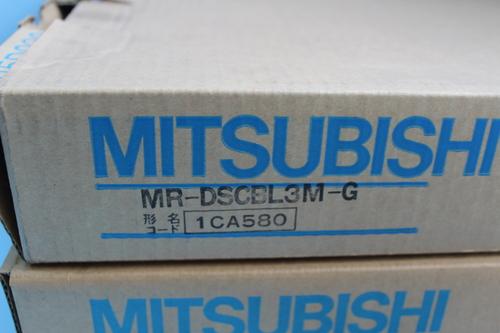 MITSUBISHI
MR-DSCBL3M-G
形名
コード 1CA580
MITSUBISHI